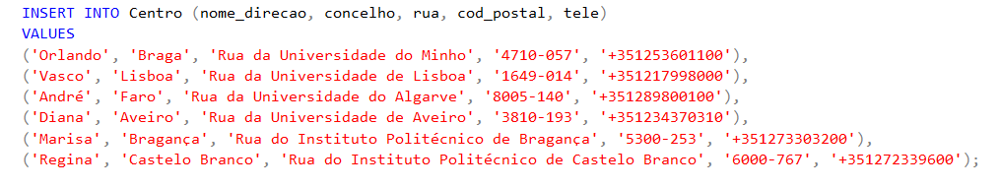 INSERT INTO Centro (nome_direcao, concelho, rua, cod_postal, tele)
VALUES
('Orlando', 'Braga', 'Rua da Universidade do Minho', '4710-057', '+351253601100'),
('Vasco', 'Lisboa', 'Rua da Universidade de Lisboa', '1649-014', '+351217998000'),
('André', 'Faro', 'Rua da Universidade do Algarve', '8005-140', '+351289800100'),
('Diana', 'Aveiro', 'Rua da Universidade de Aveiro', '3810-193', '+351234370310'),
('Marisa', 'Bragança', 'Rua do Instituto Politécnico de Bragança', '5300-253', '+351273303200'),
('Regina', 'Castelo Branco', 'Rua do Instituto Politécnico de Castelo Branco', '6000-767', '+351272339600');